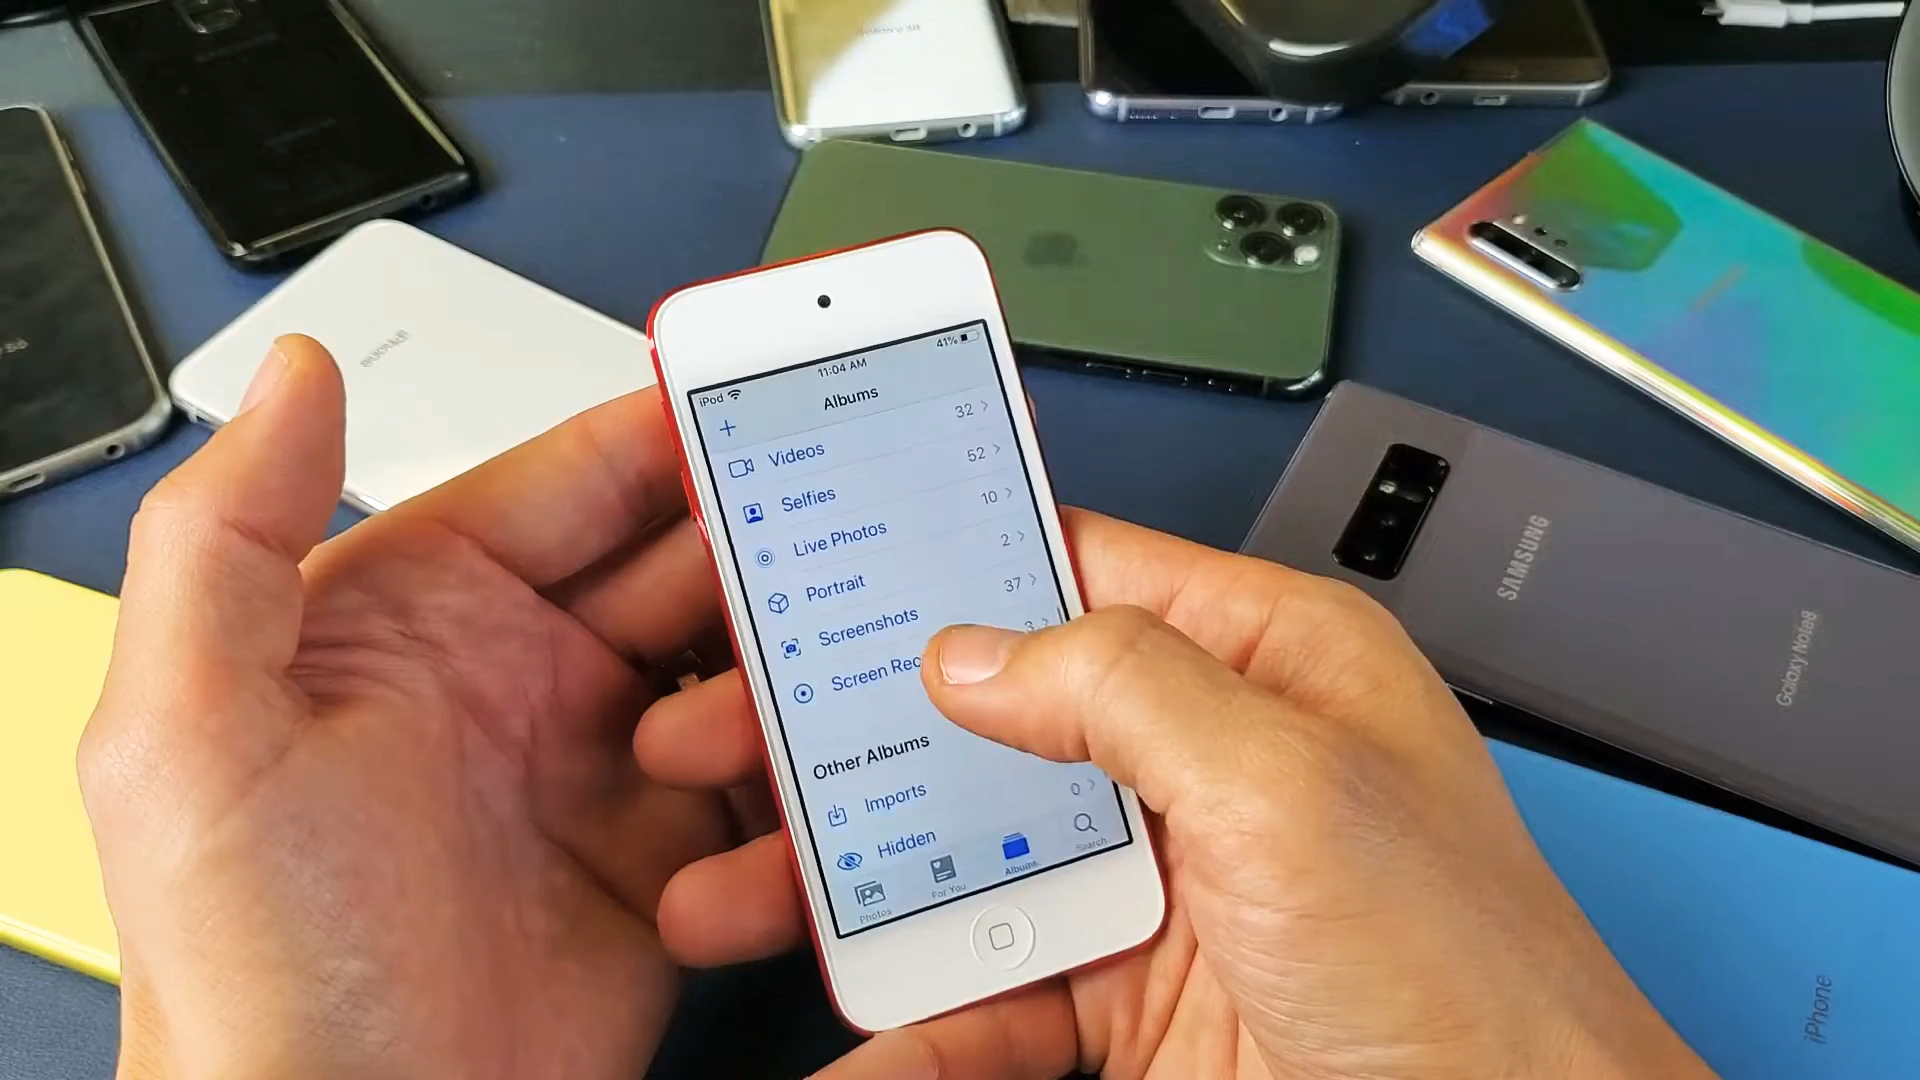 iPod
11:04 AM
41%
Albums
Videos 32
Selfies 52
Live Photos 10
Portrait 2
Screenshots 37
Screen Rec 3
Other Albums
Imports 0
Hidden
Photos
For You
Albums
Search
SAMSUNG
Galaxy Note8
iPhone